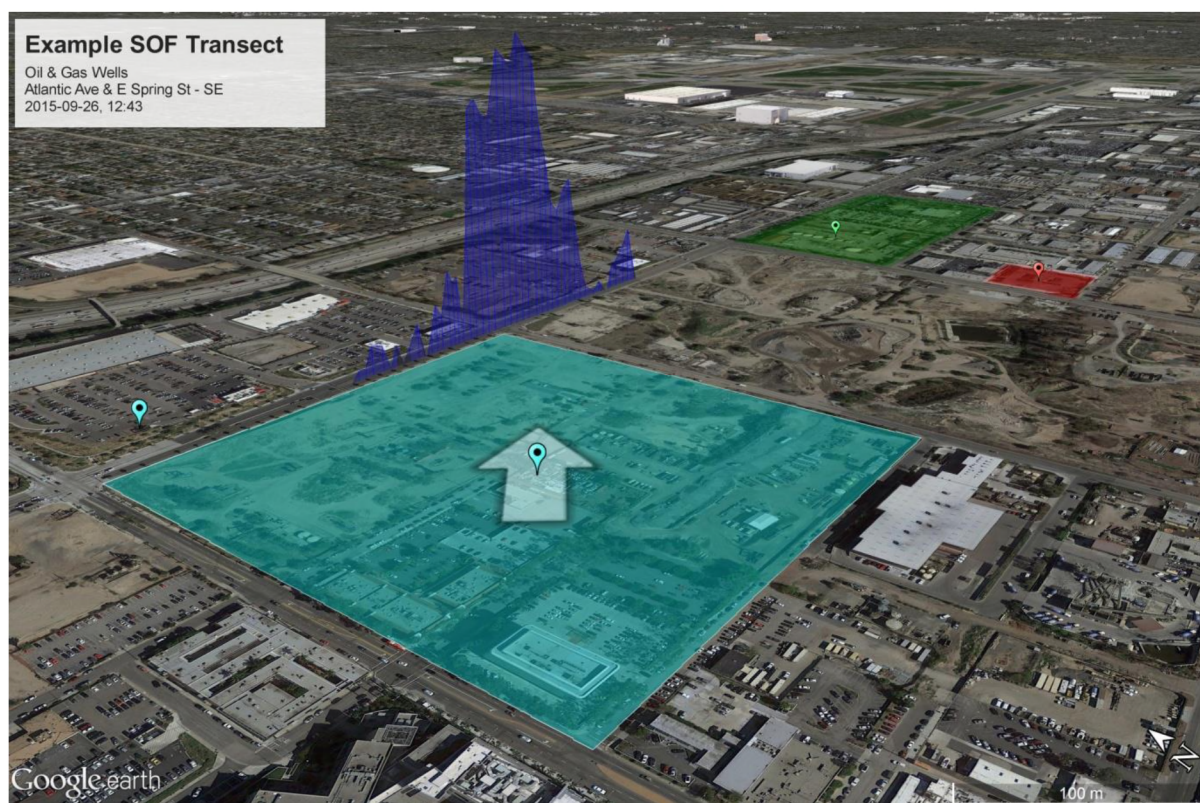 Example SOF Transect
Oil & Gas Wells
Atlantic Ave & E Spring St - SE
2015-09-26, 12:43
Google earth
100 m
N